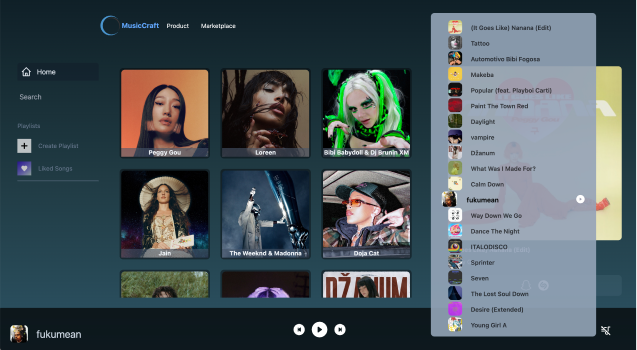 MusicCraft
Product
Marketplace
Home
Search
Playlists
Create Playlist
Liked Songs
Peggy Gou
Loreen
Bibi Babydoll & Dj Brunin XM
Jain
The Weeknd & Madonna
Doja Cat
DŽANUM
(It Goes Like) Nanana (Edit)
Tattoo
Automotivo Bibi Fogosa
Makeba
Popular (feat. Playboi Carti)
Paint The Town Red
Daylight
vampire
Džanum
What Was I Made For?
Calm Down
fukumean
Way Down We Go
Dance The Night
ITALODISCO
Sprinter
Seven
The Lost Soul Down
Desire (Extended)
Young Girl A
fukumean